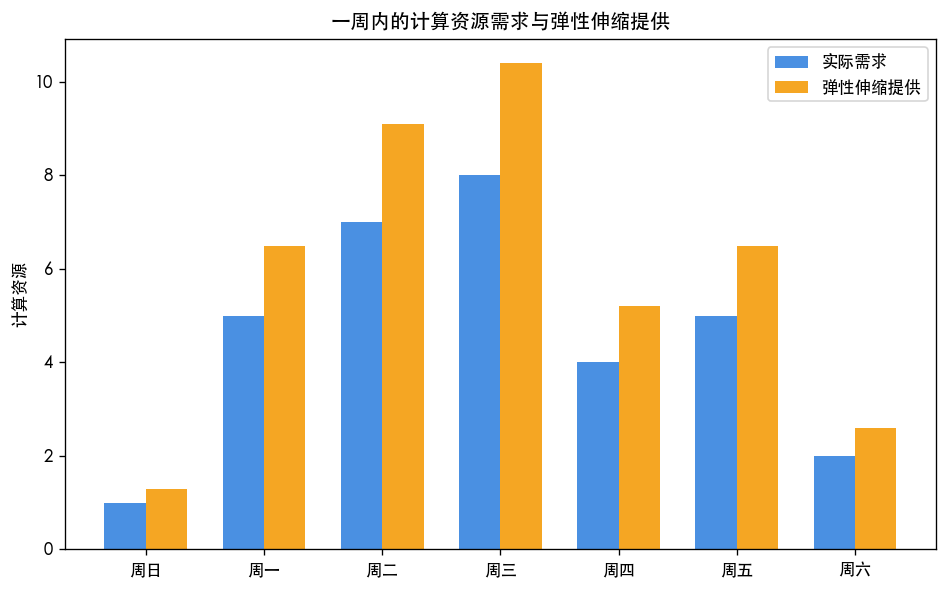 一周内的计算资源需求与弹性伸缩提供
实际需求
弹性伸缩提供
计算资源
10
8
6
4
2
0
周日 周一 周二 周三 周四 周五 周六